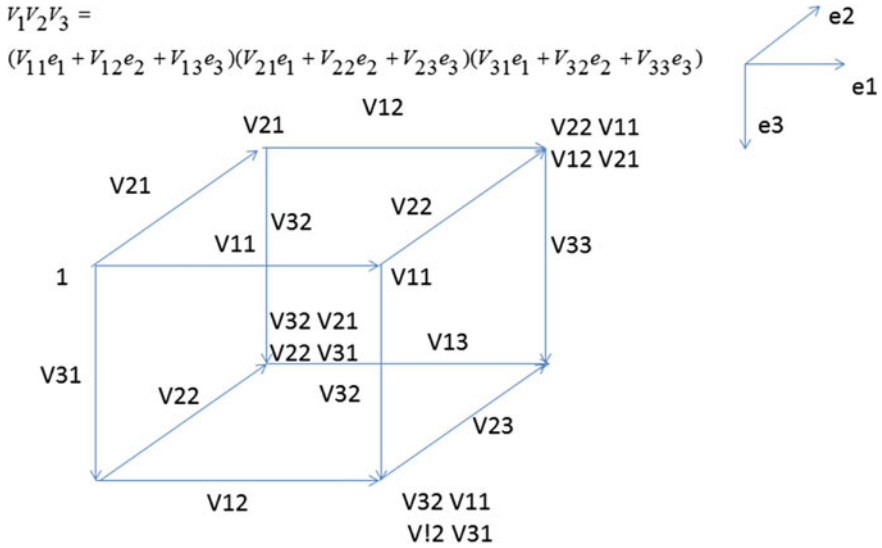 V1V2V3 =
(V11e1 + V12e2 + V13e3)(V21e1 + V22e2 + V23e3)(V31e1 + V32e2 + V33e3)
e2
e1
e3
V21
V12
V22 V11
V12 V21
V21
V22
V32
V11
V33
1
V11
V32 V21
V22 V31
V13
V31
V22
V32
V23
V12
V32 V11
V!2 V31